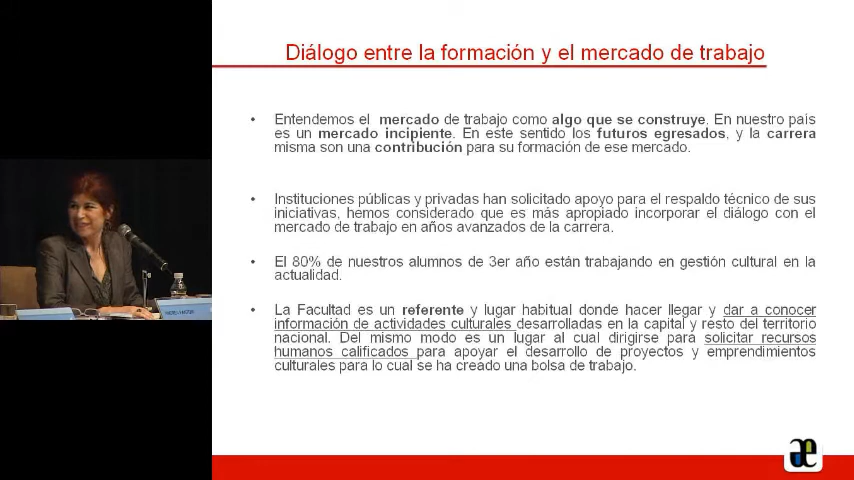 Diálogo entre la formación y el mercado de trabajo
• Entendemos el mercado de trabajo como algo que se construye. En nuestro país
es un mercado incipiente. En este sentido los futuros egresados, y la carrera
misma son una contribución para su formación de ese mercado.
• Instituciones públicas y privadas han solicitado apoyo para el respaldo técnico de sus
iniciativas, hemos considerado que es más apropiado incorporar el diálogo con el
mercado de trabajo en años avanzados de la carrera.
• El 80% de nuestros alumnos de 3er año están trabajando en gestión cultural en la
actualidad.
• La Facultad es un referente y lugar habitual donde hacer llegar y dar a conocer
información de actividades culturales desarrolladas en la capital y resto del territorio
nacional. Del mismo modo es un lugar al cual dirigirse para solicitar recursos
humanos calificados para apoyar el desarrollo de proyectos y emprendimientos
culturales para lo cual se ha creado una bolsa de trabajo.
æ